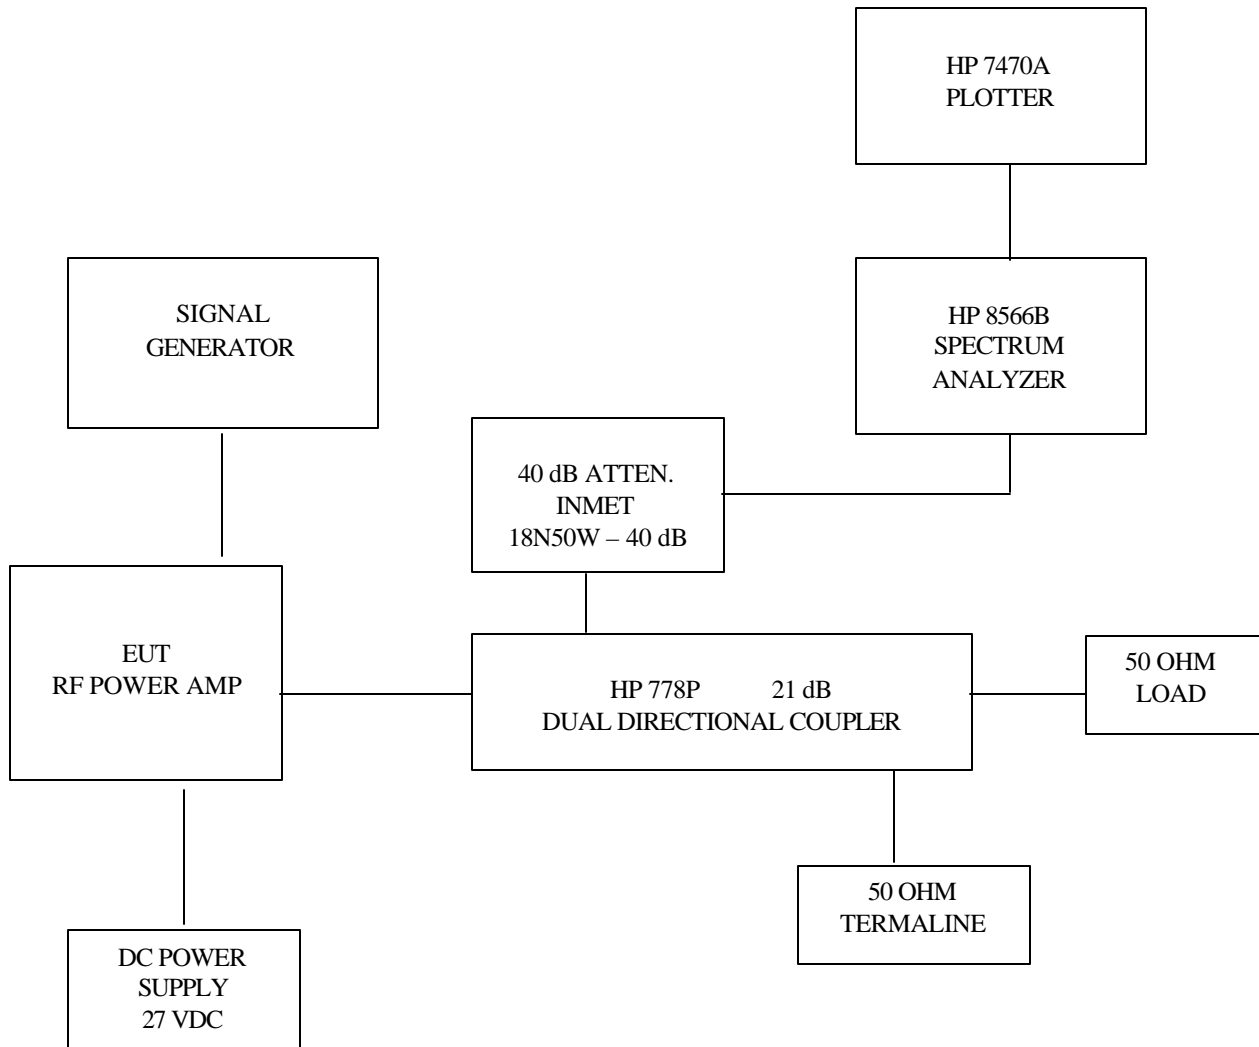 HP 7470A
PLOTTER
SIGNAL
GENERATOR
HP 8566B
SPECTRUM
ANALYZER
40 dB ATTEN.
INMET
18N50W – 40 dB
EUT
RF POWER AMP
HP 778P 21 dB
DUAL DIRECTIONAL COUPLER
50 OHM
LOAD
50 OHM
TERMALINE
DC POWER
SUPPLY
27 VDC